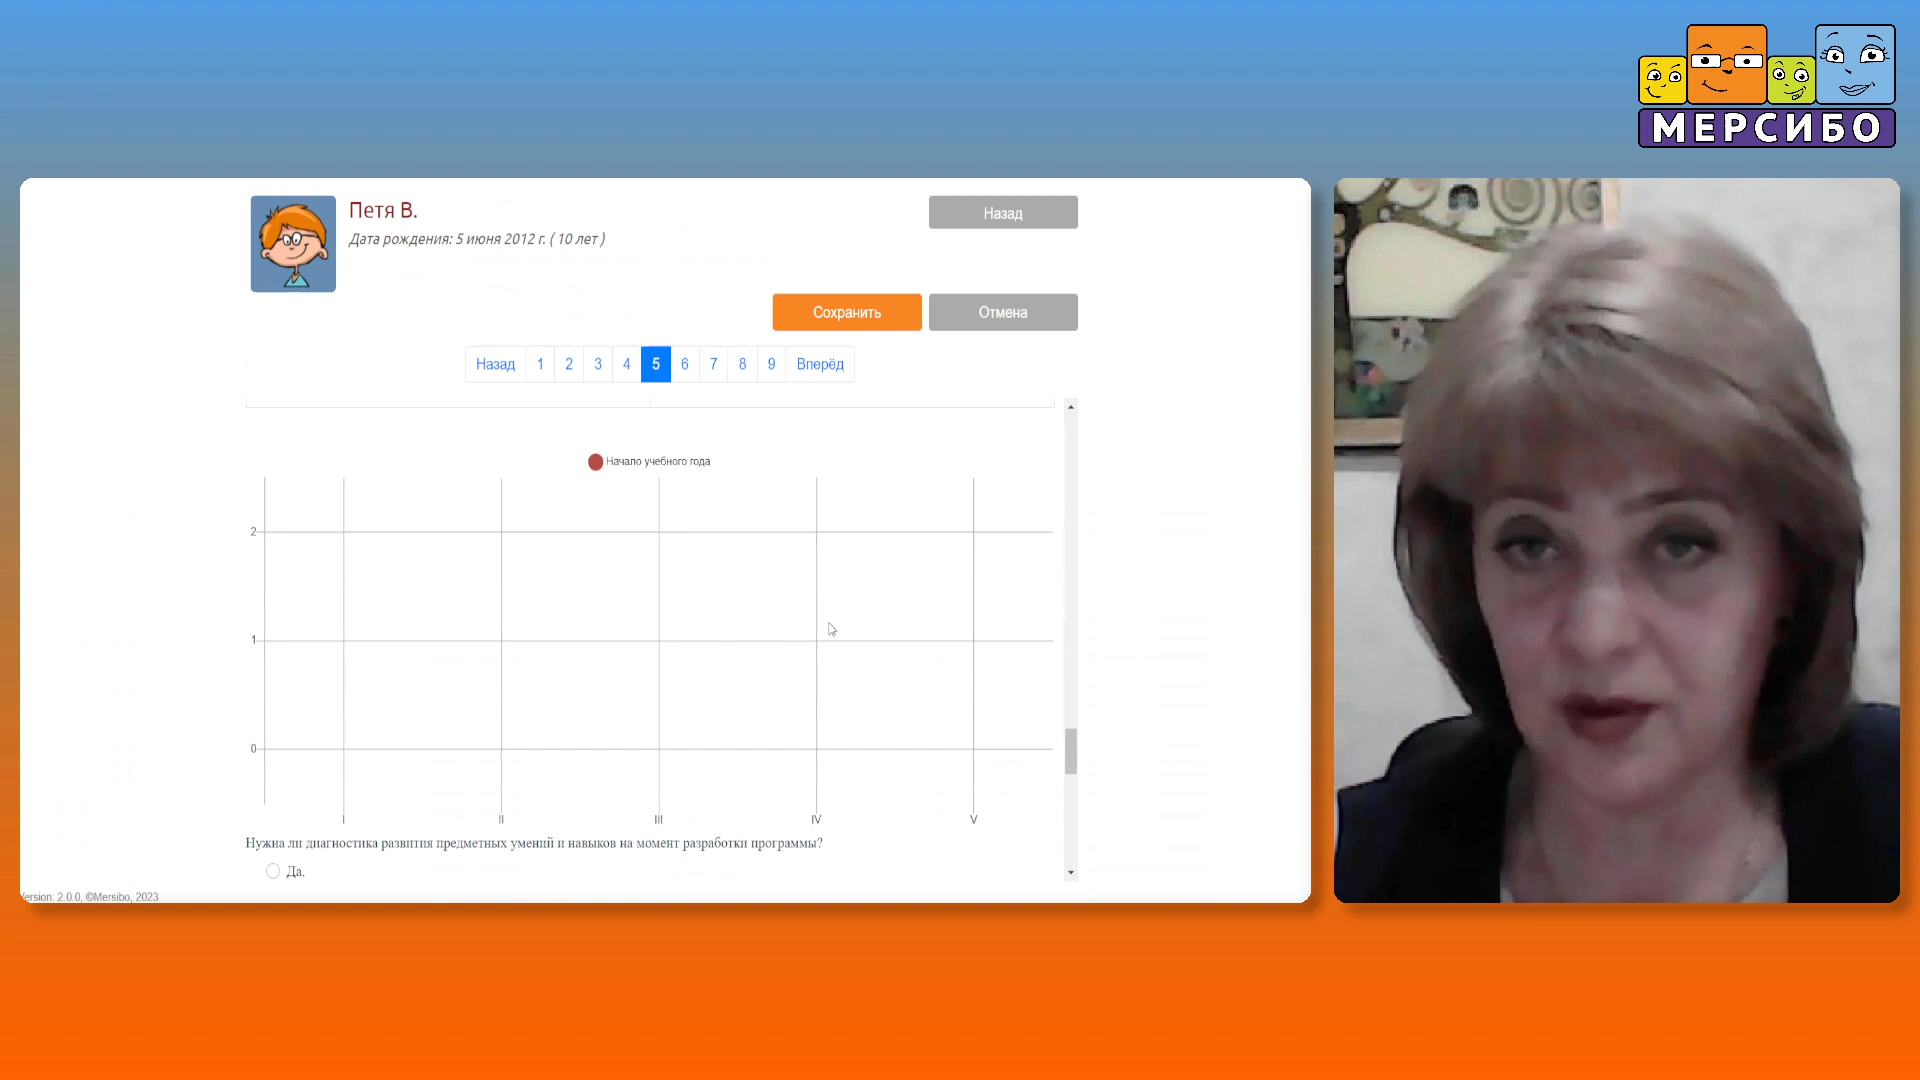 МЕРСИБО
Петя В.
Назад
Дата рождения: 5 июня 2012 г. ( 10 лет )
Сохранить
Отмена
Назад 1 2 3 4 5 6 7 8 9 Вперёд
Начало учебного года
2
1
0
I II III IV V
Нужна ли диагностика развития предметных умений и навыков на момент разработки программы?
Да.
ersion: 2.0.0, ©Mersibo, 2023